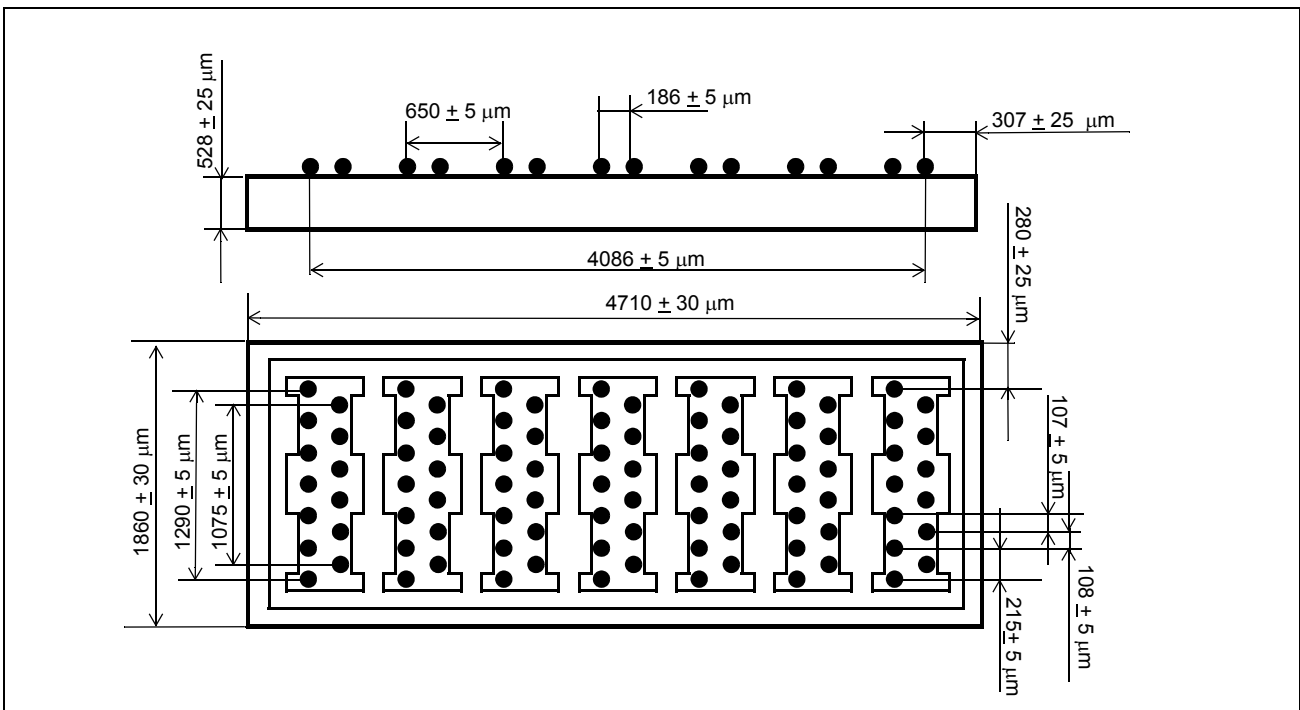 528 ± 25 μm
650 ± 5 μm
186 ± 5 μm
307 ± 25 μm
4086 ± 5 μm
280 ± 25 μm
4710 ± 30 μm
1860 ± 30 μm
1290 ± 5 μm
1075 ± 5 μm
107 ± 5 μm
108 ± 5 μm
215± 5 μm